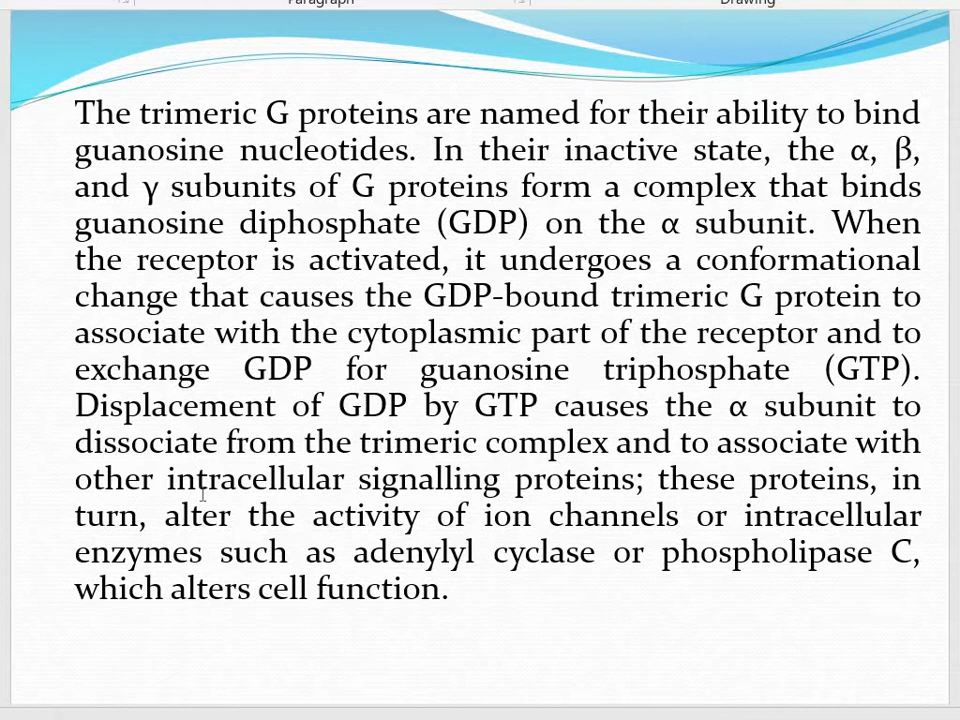 Paragraph
Drawing
The trimeric G proteins are named for their ability to bind
guanosine nucleotides. In their inactive state, the α, β,
and γ subunits of G proteins form a complex that binds
guanosine diphosphate (GDP) on the α subunit. When
the receptor is activated, it undergoes a conformational
change that causes the GDP-bound trimeric G protein to
associate with the cytoplasmic part of the receptor and to
exchange GDP for guanosine triphosphate (GTP).
Displacement of GDP by GTP causes the α subunit to
dissociate from the trimeric complex and to associate with
other intracellular signalling proteins; these proteins, in
turn, alter the activity of ion channels or intracellular
enzymes such as adenylyl cyclase or phospholipase C,
which alters cell function.